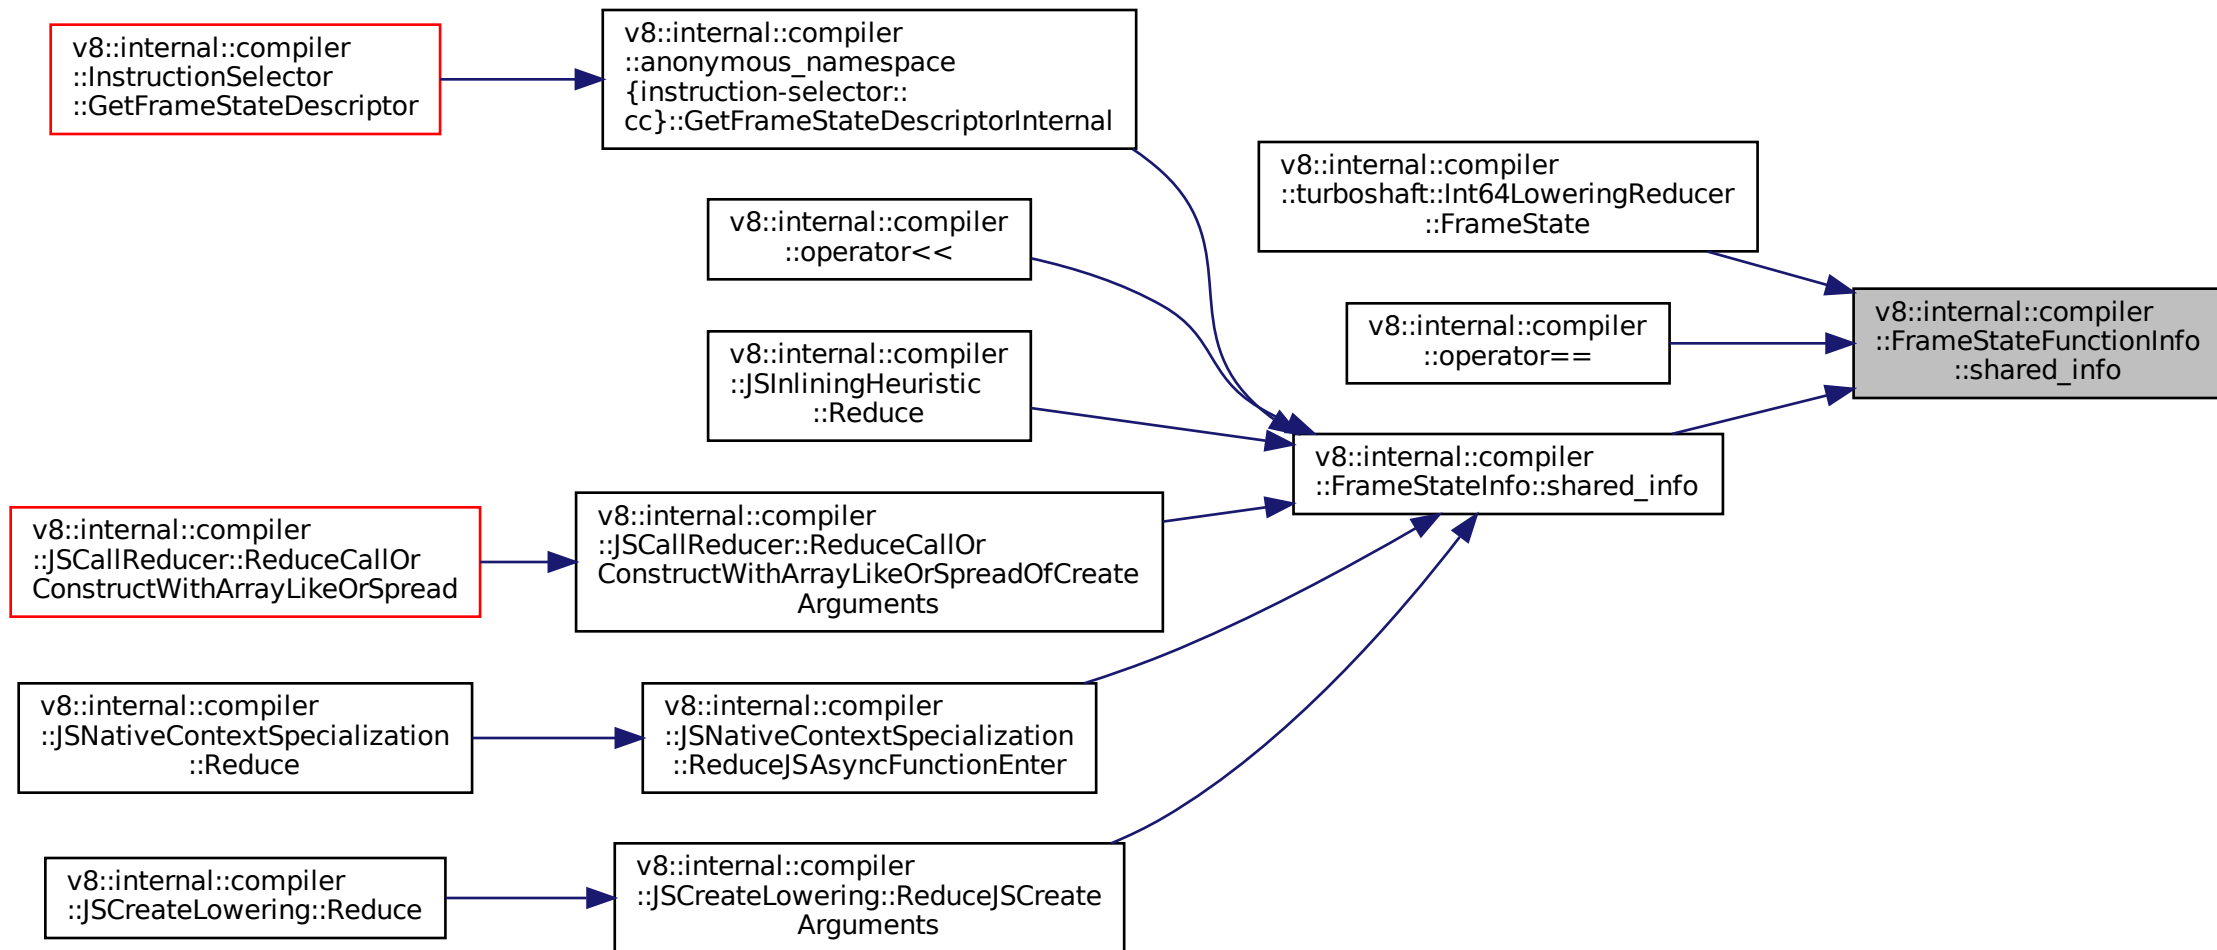 v8::internal::compiler
::InstructionSelector
::GetFrameStateDescriptor
v8::internal::compiler
::anonymous_namespace
{instruction-selector::
cc}::GetFrameStateDescriptorInternal
v8::internal::compiler
::operator<<
v8::internal::compiler
::JSInliningHeuristic
::Reduce
v8::internal::compiler
::JSCallReducer::ReduceCallOr
ConstructWithArrayLikeOrSpread
v8::internal::compiler
::JSCallReducer::ReduceCallOr
ConstructWithArrayLikeOrSpreadOfCreate
Arguments
v8::internal::compiler
::JSNativeContextSpecialization
::Reduce
v8::internal::compiler
::JSNativeContextSpecialization
::ReduceJSAsyncFunctionEnter
v8::internal::compiler
::JSCreateLowering::Reduce
v8::internal::compiler
::JSCreateLowering::ReduceJSCreate
Arguments
v8::internal::compiler
::turboshaft::Int64LoweringReducer
::FrameState
v8::internal::compiler
::operator==
v8::internal::compiler
::FrameStateInfo::shared_info
v8::internal::compiler
::FrameStateFunctionInfo
::shared_info